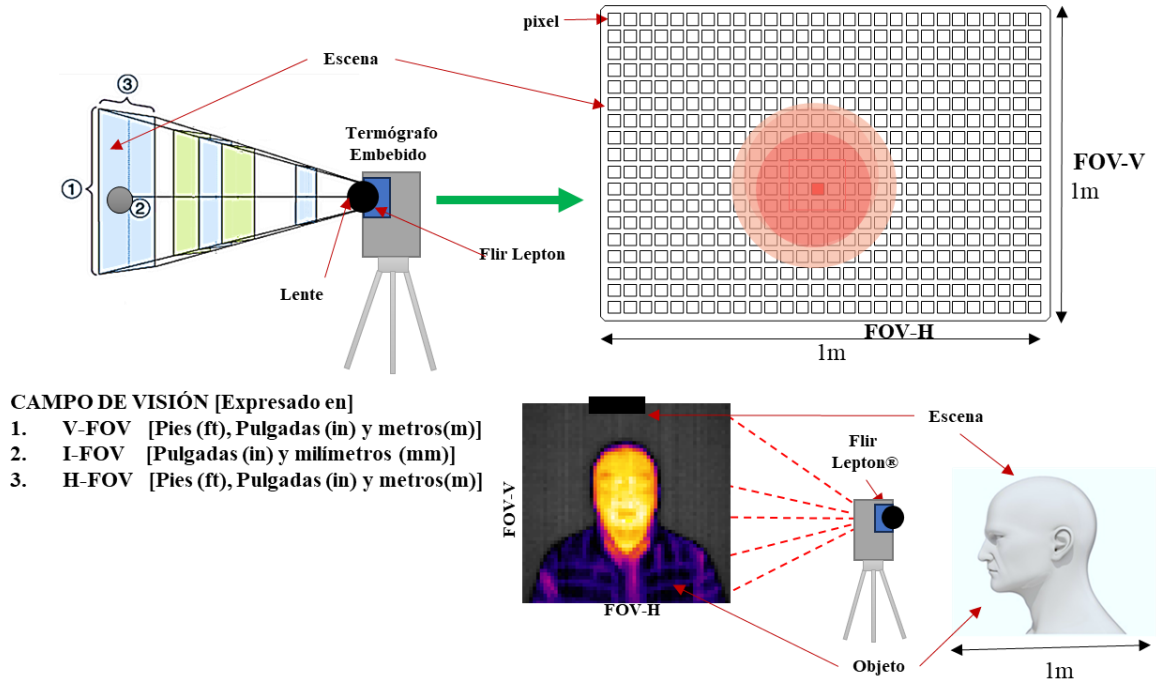 pixel
Escena
③
Termógrafo
Embebido
①
②
Flir Lepton
Lente
FOV-V
1m
FOV-H
1m
CAMPO DE VISIÓN [Expresado en]
1. V-FOV [Pies (ft), Pulgadas (in) y metros(m)]
2. I-FOV [Pulgadas (in) y milímetros (mm)]
3. H-FOV [Pies (ft), Pulgadas (in) y metros(m)]
Escena
Flir
Lepton®
FOV-V
FOV-H
Objeto
1m